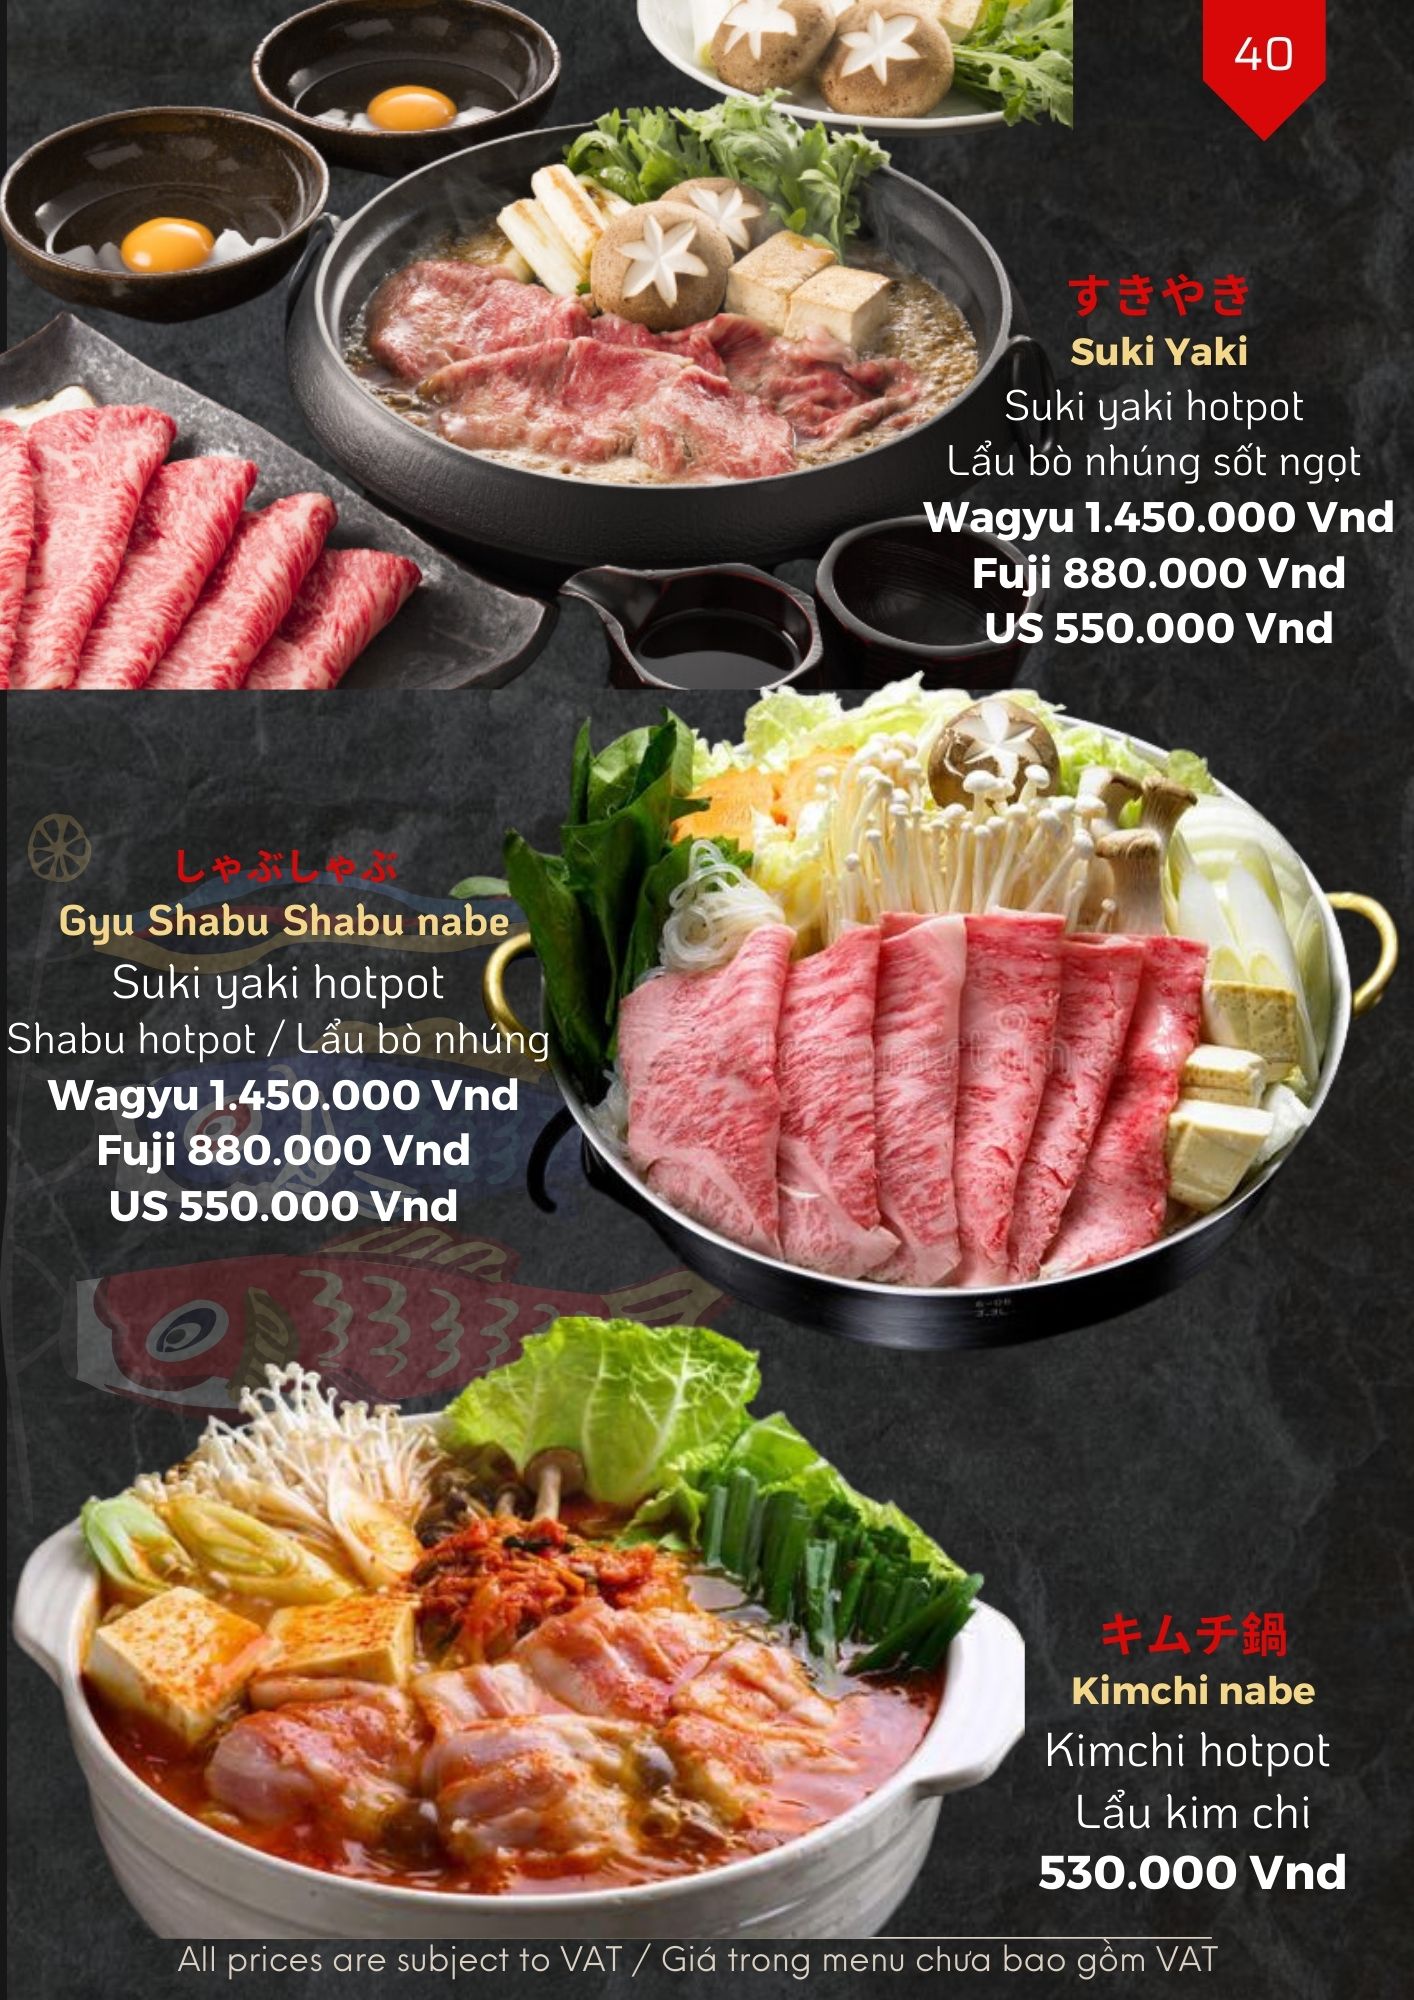 40
すきやき
Suki Yaki
Suki yaki hotpot
Lẩu bò nhúng sốt ngọt
Wagyu 1.450.000 Vnd
Fuji 880.000 Vnd
US 550.000 Vnd
しゃぶしゃぶ
Gyu Shabu Shabu nabe
Suki yaki hotpot
Shabu hotpot / Lẩu bò nhúng
Wagyu 1.450.000 Vnd
Fuji 880.000 Vnd
US 550.000 Vnd
キムチ鍋
Kimchi nabe
Kimchi hotpot
Lẩu kim chi
530.000 Vnd
All prices are subject to VAT / Giá trong menu chưa bao gồm VAT